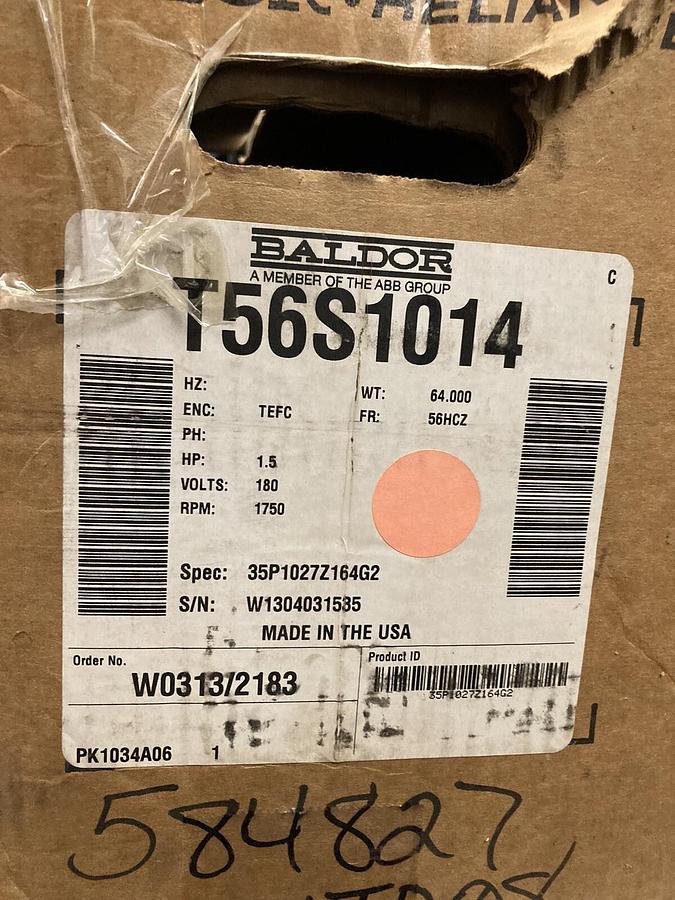 BALDOR
A MEMBER OF THE ABB GROUP
C
T56S1014
HZ:
ENC: TEFC
PH:
HP: 1.5
VOLTS: 180
RPM: 1750
WT: 64.000
FR: 56HCZ
Spec: 35P1027Z164G2
S/N: W1304031535
MADE IN THE USA
Order No.
W0313/2183
Product ID
35P1027Z164G2
PK1034A06 1
584827